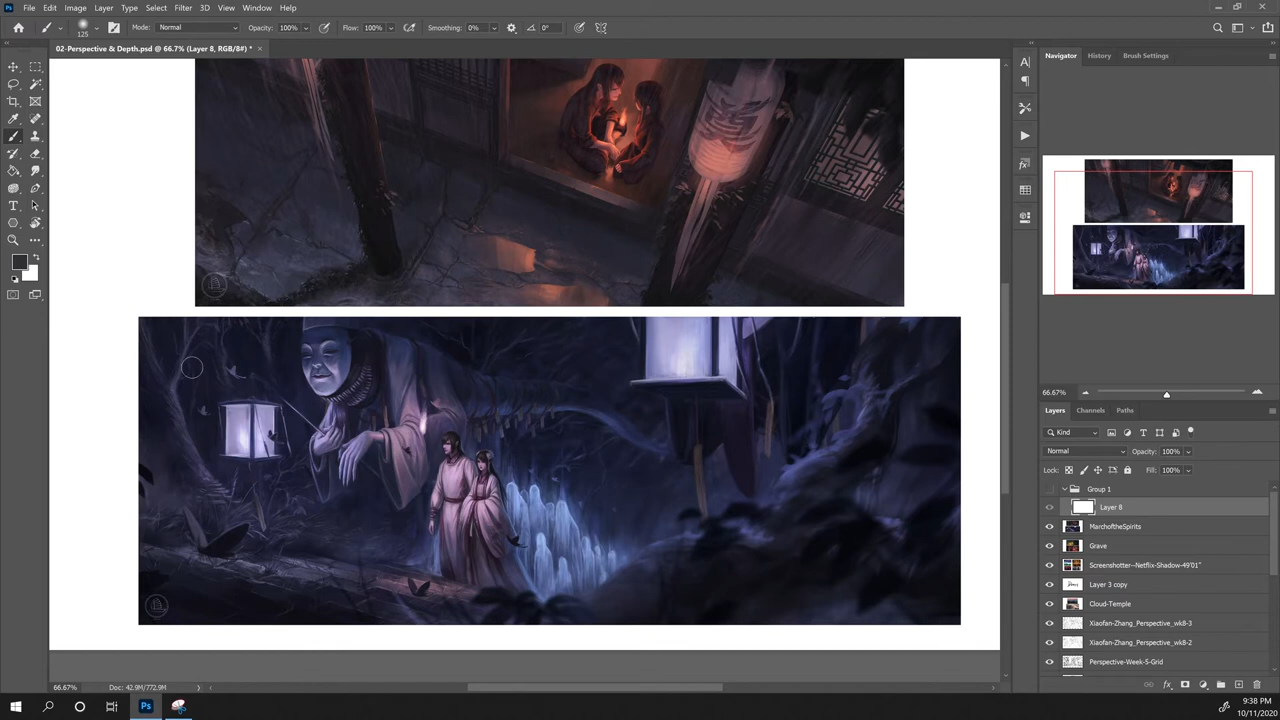 File Edit Image Layer Type Select Filter 3D View Window Help
125 Mode: Normal Opacity: 100% Flow: 100% Smoothing: 0% 0°
02-Perspective & Depth.psd @ 66.7% (Layer 8, RGB/8#) *
Navigator History Brush Settings
66.67%
Layers Channels Paths
Kind
Normal Opacity: 100%
Lock: Fill: 100%
Group 1
Layer 8
MarchoftheSpirits
Grave
Screenshotter--Netflix-Shadow-49'01"
Layer 3 copy
Cloud-Temple
Xiaofan-Zhang_Perspective_wk8-3
Xiaofan-Zhang_Perspective_wk8-2
Perspective-Week-5-Grid
66.67% Doc: 42.9M/772.9M
9:38 PM
10/11/2020